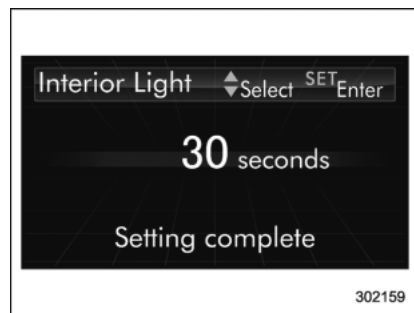 Interior Light Select SET Enter
30 seconds
Setting complete
302159